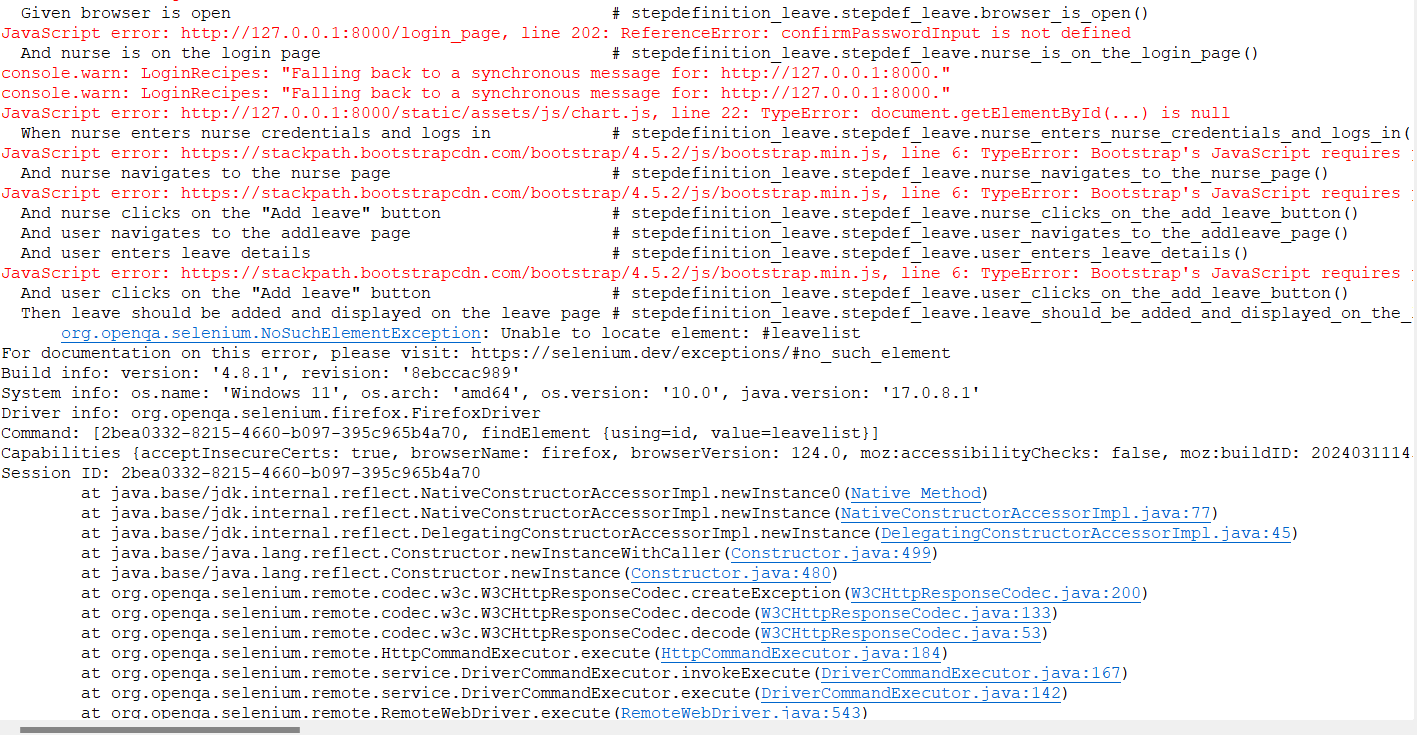 Given browser is open # stepdefinition_leave.stepdef_leave.browser_is_open()
JavaScript error: http://127.0.0.1:8000/login_page, line 202: ReferenceError: confirmPasswordInput is not defined
And nurse is on the login page # stepdefinition_leave.stepdef_leave.nurse_is_on_the_login_page()
console.warn: LoginRecipes: "Falling back to a synchronous message for: http://127.0.0.1:8000."
console.warn: LoginRecipes: "Falling back to a synchronous message for: http://127.0.0.1:8000."
JavaScript error: http://127.0.0.1:8000/static/assets/js/chart.js, line 22: TypeError: document.getElementById(...) is null
When nurse enters nurse credentials and logs in # stepdefinition_leave.stepdef_leave.nurse_enters_nurse_credentials_and_logs_in(
JavaScript error: https://stackpath.bootstrapcdn.com/bootstrap/4.5.2/js/bootstrap.min.js, line 6: TypeError: Bootstrap's JavaScript requires
And nurse navigates to the nurse page # stepdefinition_leave.stepdef_leave.nurse_navigates_to_the_nurse_page()
JavaScript error: https://stackpath.bootstrapcdn.com/bootstrap/4.5.2/js/bootstrap.min.js, line 6: TypeError: Bootstrap's JavaScript requires
And nurse clicks on the "Add leave" button # stepdefinition_leave.stepdef_leave.nurse_clicks_on_the_add_leave_button()
And user navigates to the addleave page # stepdefinition_leave.stepdef_leave.user_navigates_to_the_addleave_page()
And user enters leave details # stepdefinition_leave.stepdef_leave.user_enters_leave_details()
JavaScript error: https://stackpath.bootstrapcdn.com/bootstrap/4.5.2/js/bootstrap.min.js, line 6: TypeError: Bootstrap's JavaScript requires
And user clicks on the "Add leave" button # stepdefinition_leave.stepdef_leave.user_clicks_on_the_add_leave_button()
Then leave should be added and displayed on the leave page # stepdefinition_leave.stepdef_leave.leave_should_be_added_and_displayed_on_the_
org.openqa.selenium.NoSuchElementException: Unable to locate element: #leavelist
For documentation on this error, please visit: https://selenium.dev/exceptions/#no_such_element
Build info: version: '4.8.1', revision: '8ebccac989'
System info: os.name: 'Windows 11', os.arch: 'amd64', os.version: '10.0', java.version: '17.0.8.1'
Driver info: org.openqa.selenium.firefox.FirefoxDriver
Command: [2bea0332-8215-4660-b097-395c965b4a70, findElement {using=id, value=leavelist}]
Capabilities {acceptInsecureCerts: true, browserName: firefox, browserVersion: 124.0, moz:accessibilityChecks: false, moz:buildID: 2024031114
Session ID: 2bea0332-8215-4660-b097-395c965b4a70
at java.base/jdk.internal.reflect.NativeConstructorAccessorImpl.newInstance0(Native Method)
at java.base/jdk.internal.reflect.NativeConstructorAccessorImpl.newInstance(NativeConstructorAccessorImpl.java:77)
at java.base/jdk.internal.reflect.DelegatingConstructorAccessorImpl.newInstance(DelegatingConstructorAccessorImpl.java:45)
at java.base/java.lang.reflect.Constructor.newInstanceWithCaller(Constructor.java:499)
at java.base/java.lang.reflect.Constructor.newInstance(Constructor.java:480)
at org.openqa.selenium.remote.codec.w3c.W3CHttpResponseCodec.createException(W3CHttpResponseCodec.java:200)
at org.openqa.selenium.remote.codec.w3c.W3CHttpResponseCodec.decode(W3CHttpResponseCodec.java:133)
at org.openqa.selenium.remote.codec.w3c.W3CHttpResponseCodec.decode(W3CHttpResponseCodec.java:53)
at org.openqa.selenium.remote.HttpCommandExecutor.execute(HttpCommandExecutor.java:184)
at org.openqa.selenium.remote.service.DriverCommandExecutor.invokeExecute(DriverCommandExecutor.java:167)
at org.openqa.selenium.remote.service.DriverCommandExecutor.execute(DriverCommandExecutor.java:142)
at org.openqa.selenium.remote.RemoteWebDriver.execute(RemoteWebDriver.java:543)